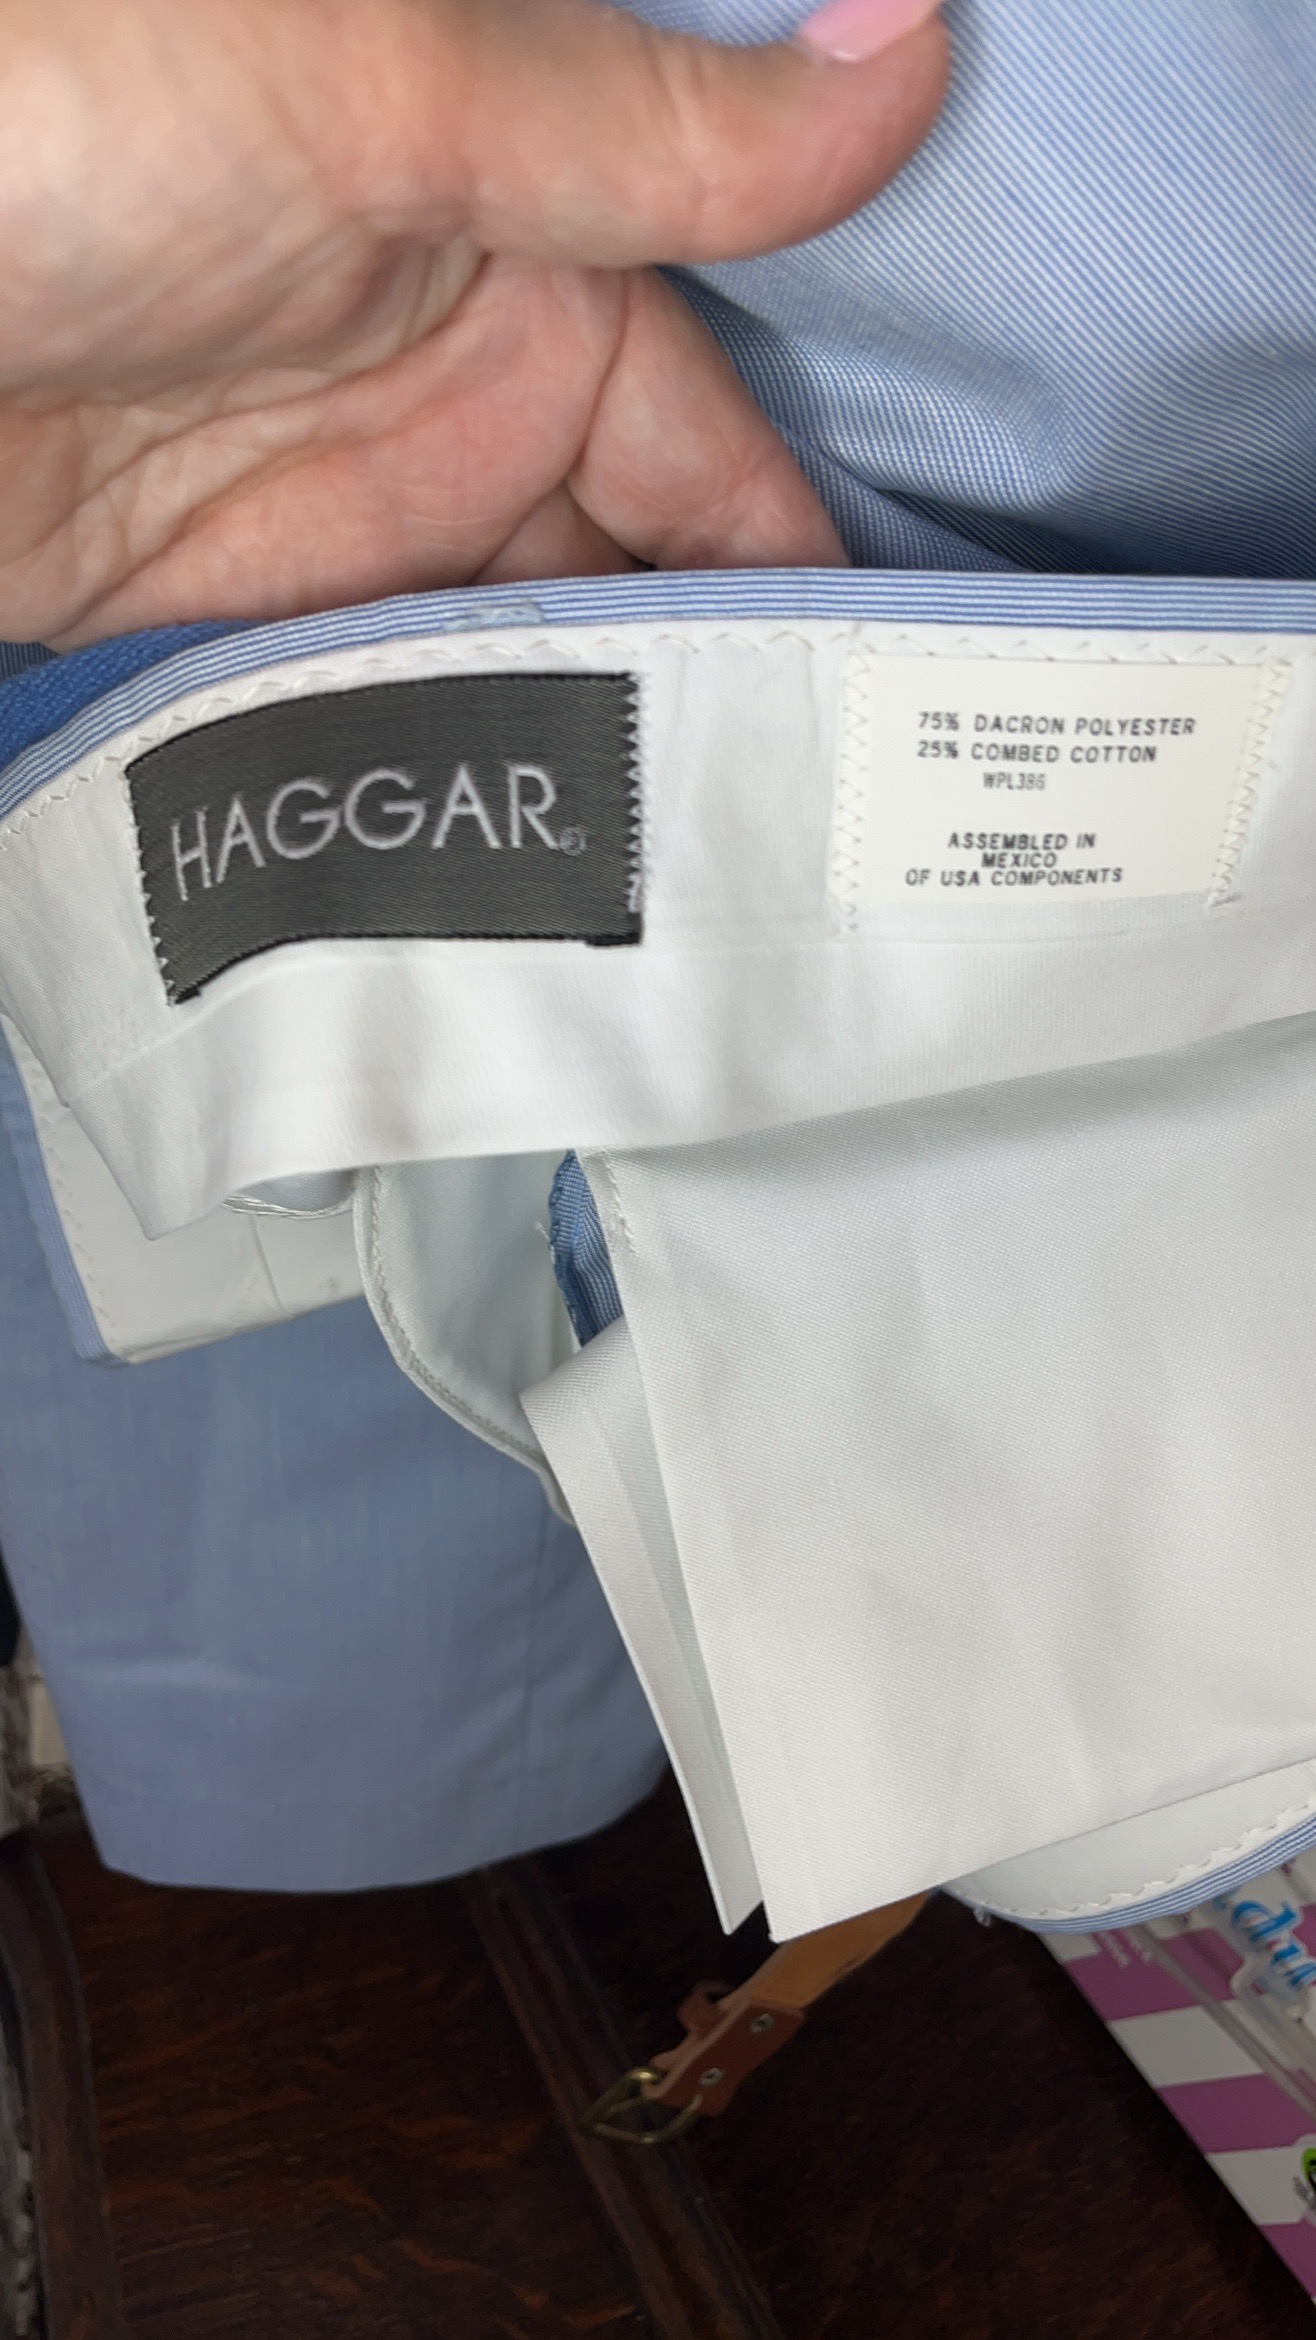 HAGGAR®
75% DACRON POLYESTER
25% COMBED COTTON
WPL386
ASSEMBLED IN
MEXICO
OF USA COMPONENTS